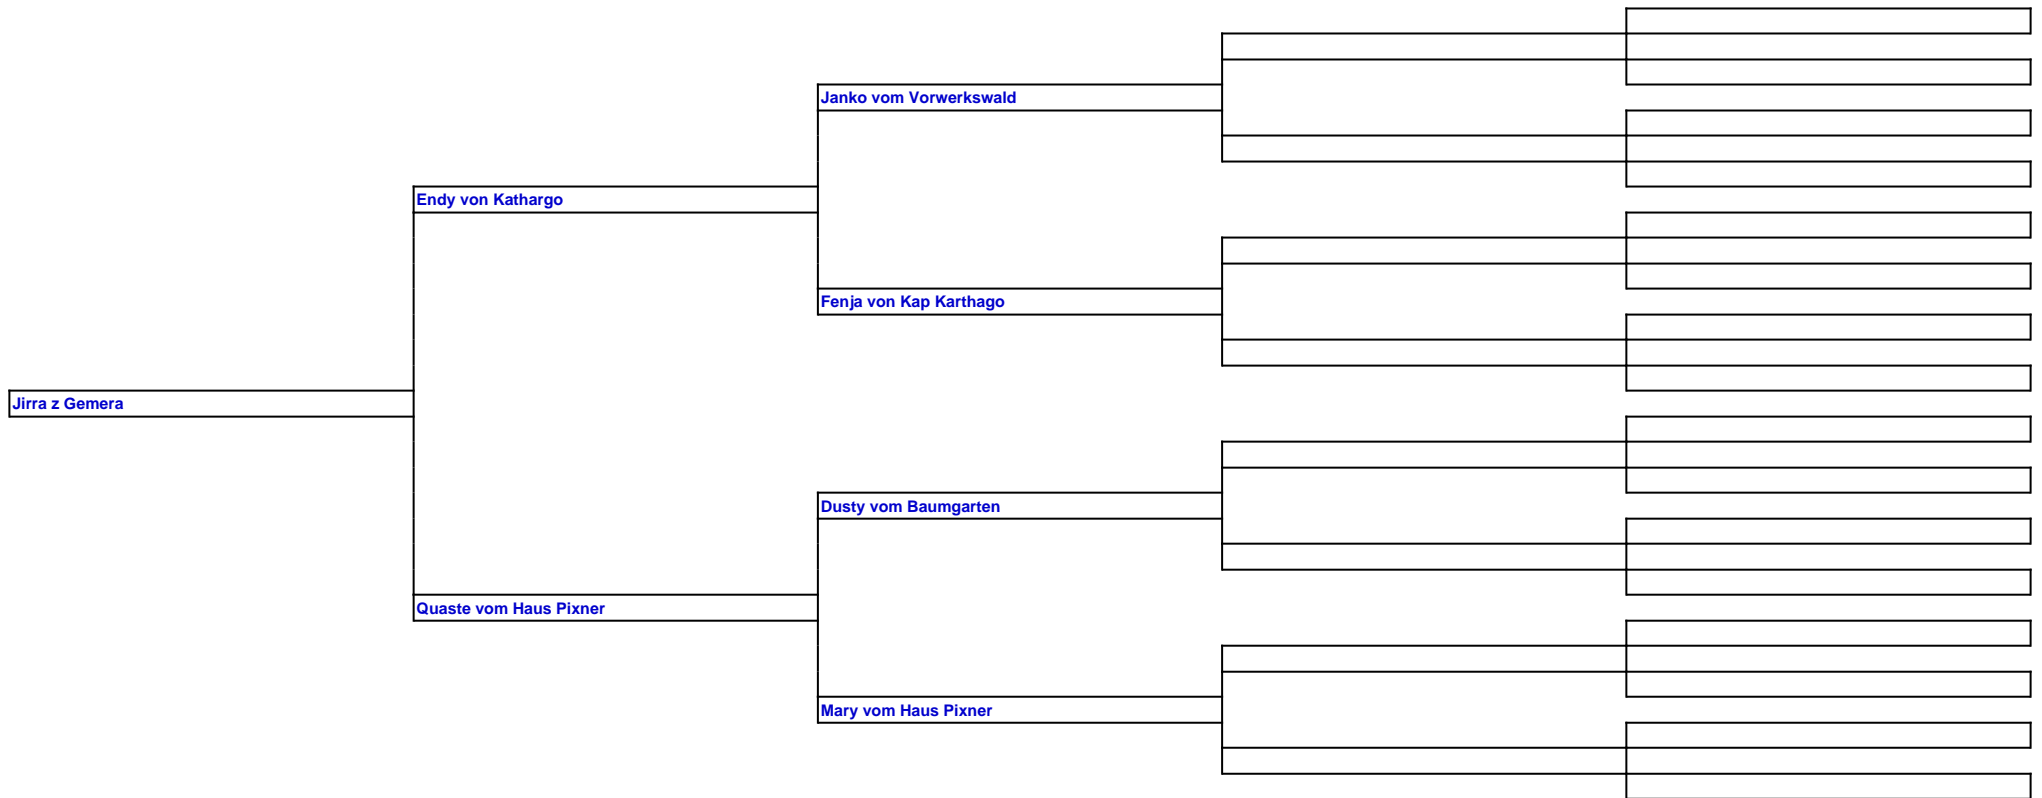 Janko vom Vorwerkswald
Endy von Kathargo
Fenja von Kap Karthago
Jirra z Gemera
Dusty vom Baumgarten
Quaste vom Haus Pixner
Mary vom Haus Pixner